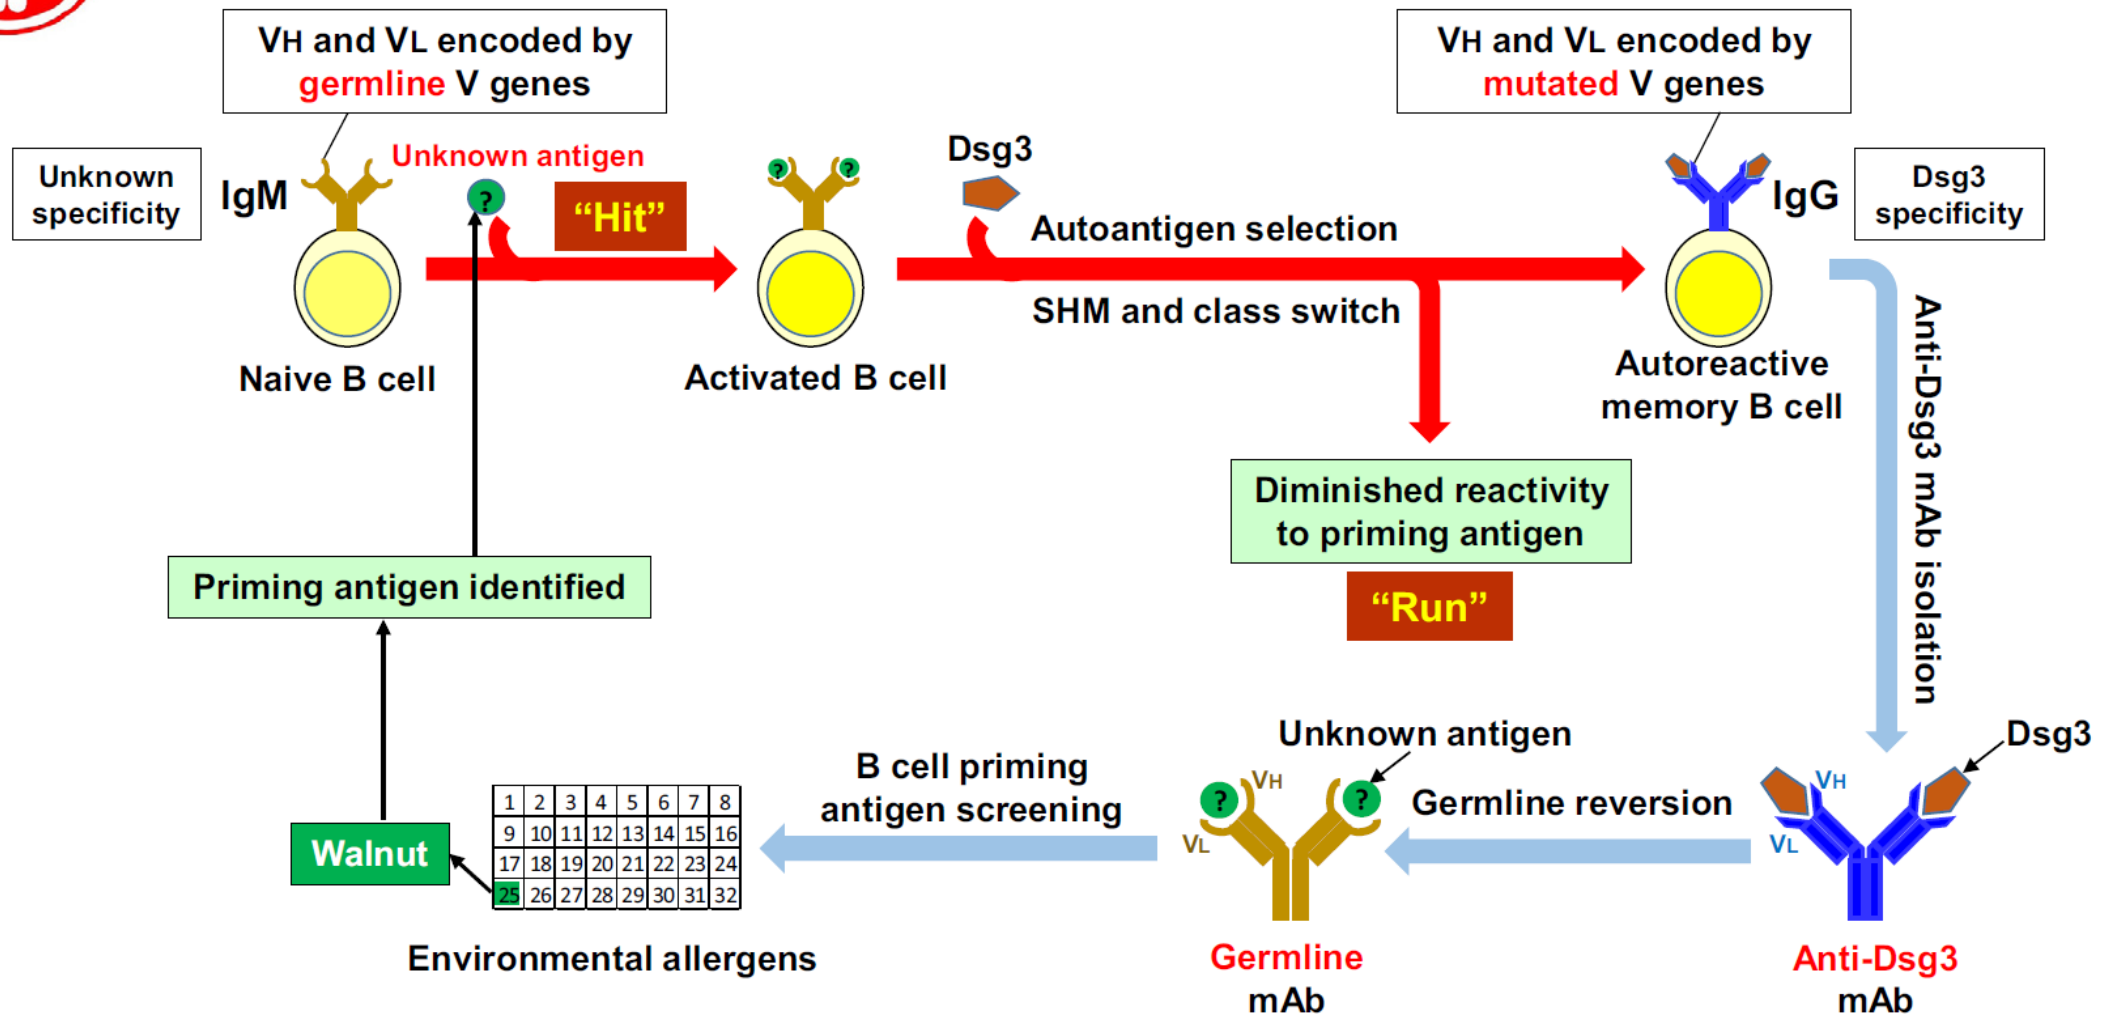 VH and VL encoded by
germline V genes
VH and VL encoded by
mutated V genes
Unknown
specificity
IgM
Unknown antigen
?
"Hit"
?
?
Dsg3
Autoantigen selection
SHM and class switch
IgG
Dsg3
specificity
Naive B cell
Activated B cell
Autoreactive
memory B cell
Anti-Dsg3 mAb isolation
Diminished reactivity
to priming antigen
"Run"
Priming antigen identified
Walnut
1 2 3 4 5 6 7 8
9 10 11 12 13 14 15 16
17 18 19 20 21 22 23 24
25 26 27 28 29 30 31 32
Environmental allergens
B cell priming
antigen screening
Unknown antigen
?
VH
?
VL
Germline reversion
Germline
mAb
Dsg3
VH
VL
Anti-Dsg3
mAb